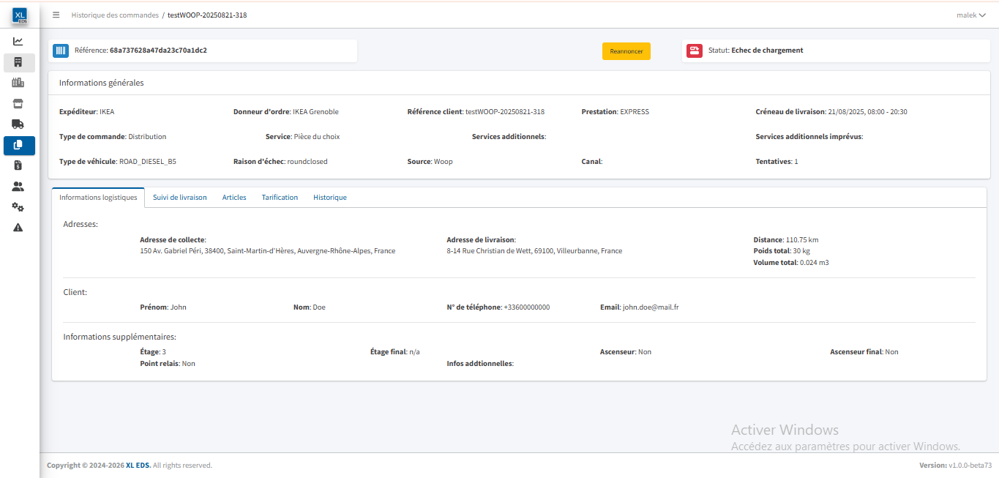 XL
EDS
Historique des commandes / testWOOP-20250821-318
malek
Référence: 68a737628a47da23c70a1dc2
Reannoncer
Statut: Echec de chargement
Informations générales
Expéditeur: IKEA
Donneur d'ordre: IKEA Grenoble
Référence client: testWOOP-20250821-318
Prestation: EXPRESS
Créneau de livraison: 21/08/2025, 08:00 - 20:30
Type de commande: Distribution
Service: Pièce du choix
Services additionnels:
Services additionels imprévus:
Type de véhicule: ROAD_DIESEL_B5
Raison d'échec: roundclosed
Source: Woop
Canal:
Tentatives: 1
Informations logistiques
Suivi de livraison
Articles
Tarification
Historique
Adresses:
Adresse de collecte:
150 Av. Gabriel Péri, 38400, Saint-Martin-d'Hères, Auvergne-Rhône-Alpes, France
Adresse de livraison:
8-14 Rue Christian de Wett, 69100, Villeurbanne, France
Distance: 110.75 km
Poids total: 30 kg
Volume total: 0.024 m3
Client:
Prénom: John
Nom: Doe
N° de téléphone: +33600000000
Email: john.doe@mail.fr
Informations supplémentaires:
Étage: 3
Étage final: n/a
Ascenseur: Non
Ascenseur final: Non
Point relais: Non
Infos addtionnelles:
Activer Windows
Accédez aux paramètres pour activer Windows.
Copyright © 2024-2026 XL EDS. All rights reserved.
Version: v1.0.0-beta73